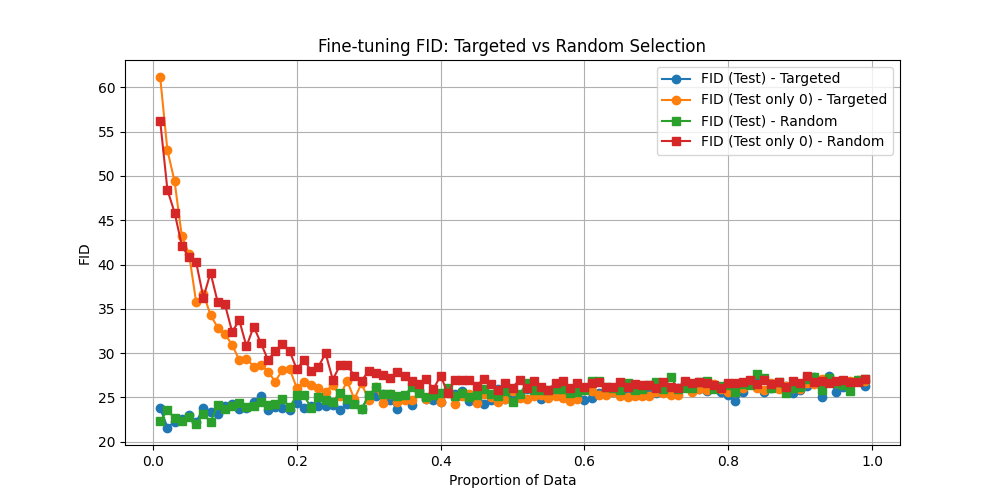 Fine-tuning FID: Targeted vs Random Selection
FID (Test) - Targeted
FID (Test only 0) - Targeted
FID (Test) - Random
FID (Test only 0) - Random
FID
60
55
50
45
40
35
30
25
20
0.0 0.2 0.4 0.6 0.8 1.0
Proportion of Data